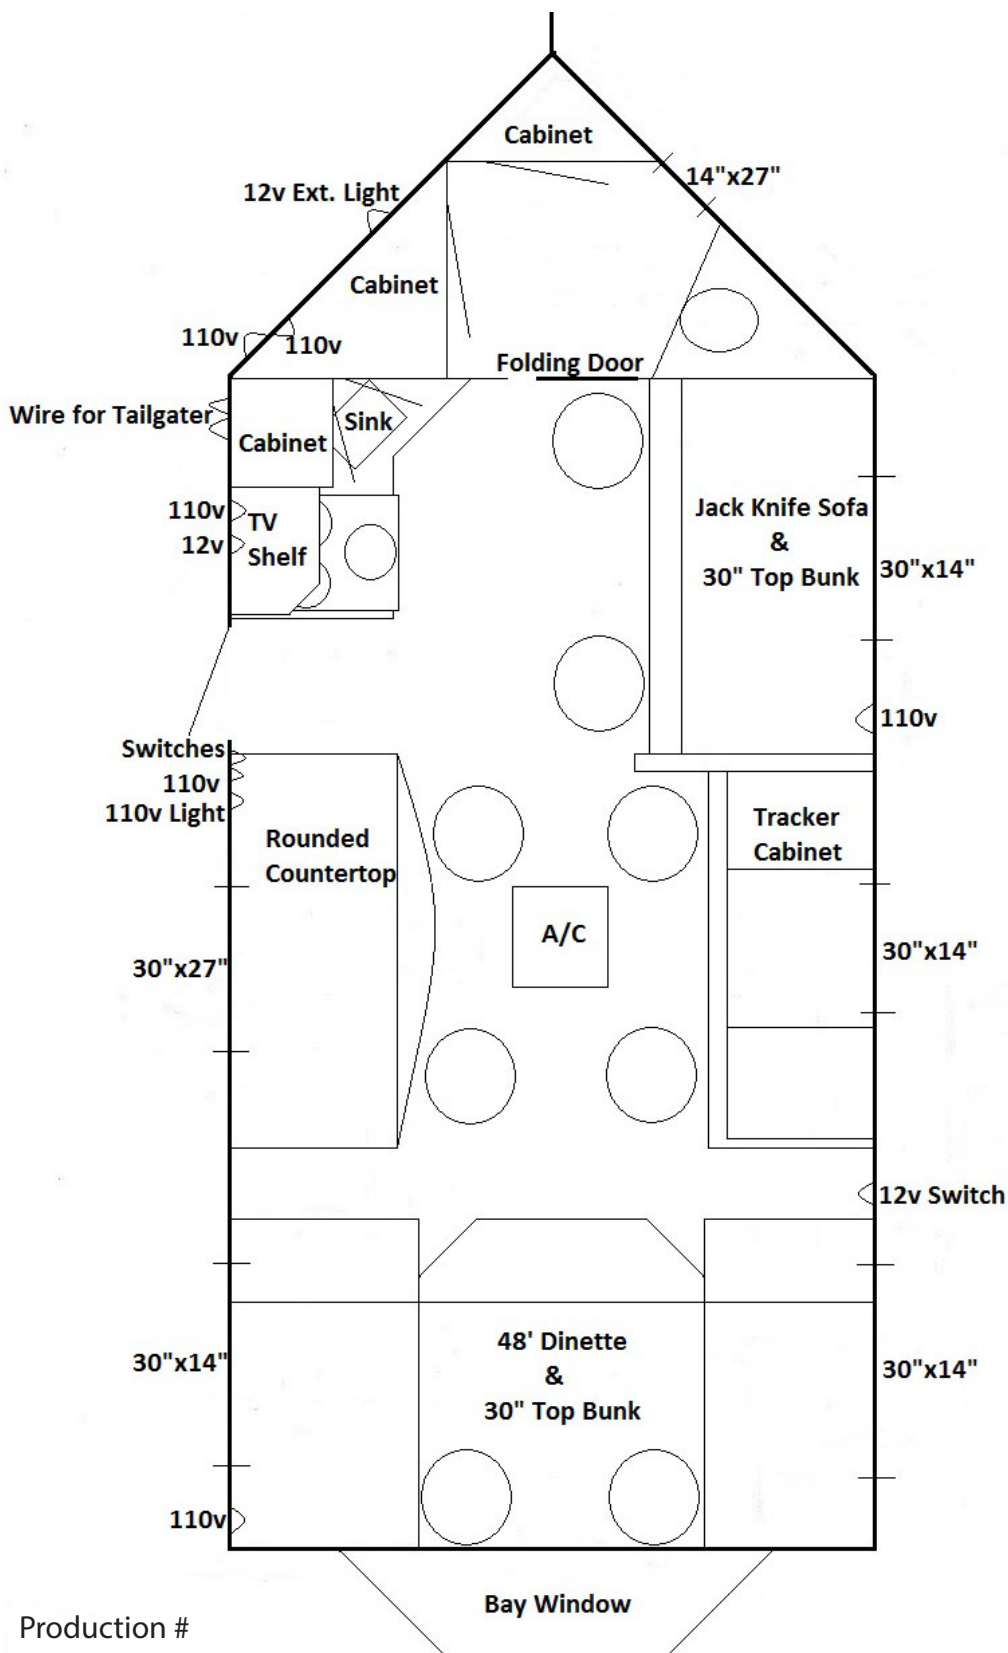 Cabinet
14"x27"
12v Ext. Light
Cabinet
110v
110v
Folding Door
Wire for Tailgater
Sink
Cabinet
110v
TV
Shelf
12v
Jack Knife Sofa
&
30" Top Bunk
30"x14"
110v
Switches
110v
110v Light
Rounded
Countertop
Tracker
Cabinet
A/C
30"x27"
30"x14"
12v Switch
48' Dinette
&
30" Top Bunk
30"x14"
30"x14"
110v
Bay Window
Production #